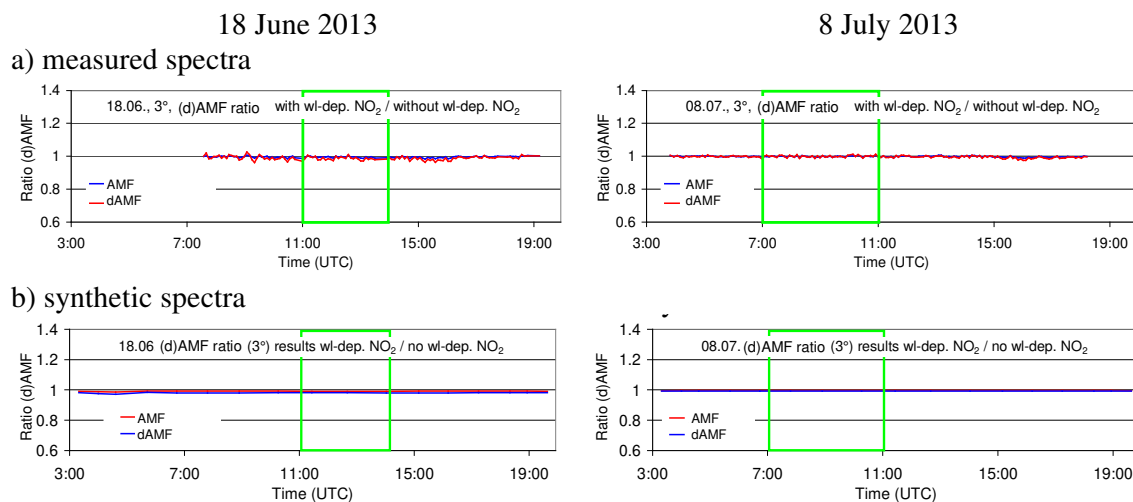 18 June 2013
8 July 2013
a) measured spectra
Ratio (d)AMF
1.4
1.2
1
0.8
0.6
18.06., 3°, (d)AMF ratio with wl-dep. NO₂ / without wl-dep. NO₂
AMF
dAMF
3:00 7:00 11:00 15:00 19:00
Time (UTC)
Ratio (d)AMF
1.4
1.2
1
0.8
0.6
08.07., 3°, (d)AMF ratio with wl-dep. NO₂ / without wl-dep. NO₂
AMF
dAMF
3:00 7:00 11:00 15:00 19:00
Time (UTC)
b) synthetic spectra
Ratio (d)AMF
1.4
1.2
1
0.8
0.6
18.06 (d)AMF ratio (3°) results wl-dep. NO₂ / no wl-dep. NO₂
AMF
dAMF
3:00 7:00 11:00 15:00 19:00
Time (UTC)
Ratio (d)AMF
1.4
1.2
1
0.8
0.6
08.07. (d)AMF ratio (3°) results wl-dep. NO₂ / no wl-dep. NO₂
AMF
dAMF
3:00 7:00 11:00 15:00 19:00
Time (UTC)